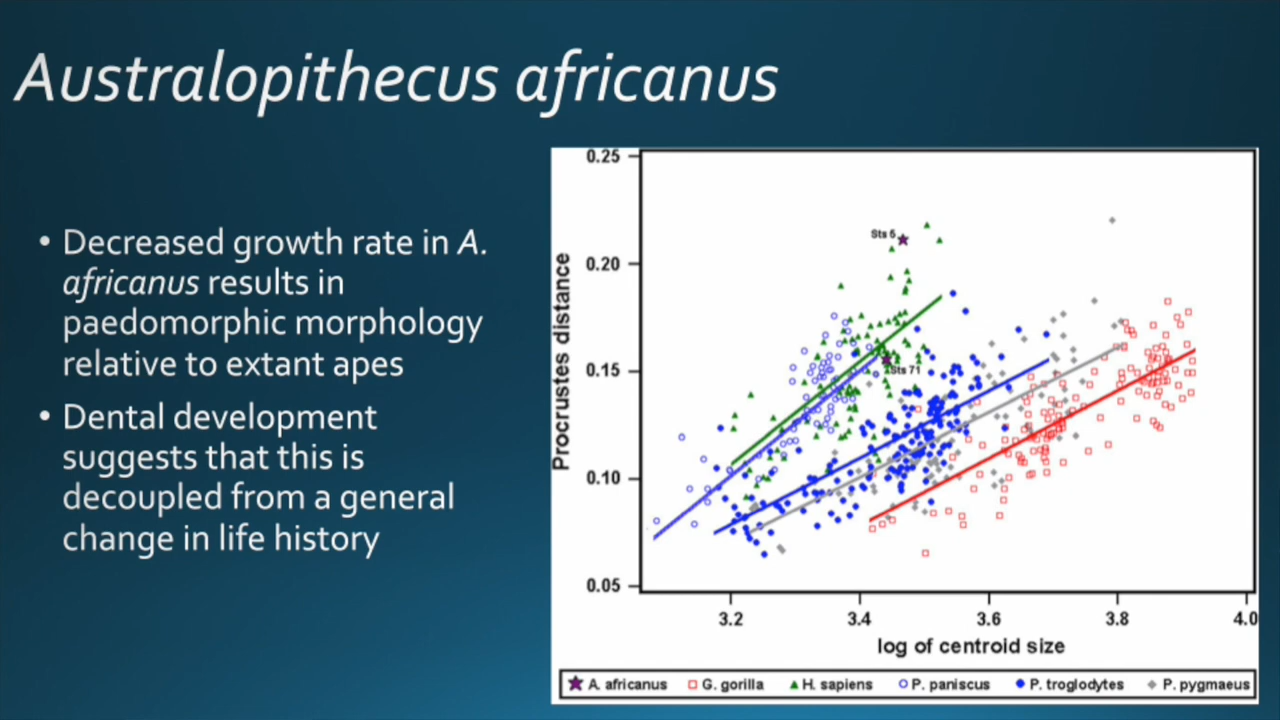 Australopithecus africanus
• Decreased growth rate in A.
africanus results in
paedomorphic morphology
relative to extant apes
• Dental development
suggests that this is
decoupled from a general
change in life history
0.25
0.20
0.15
0.10
0.05
Procrustes distance
Sts 5
Sts 71
3.2 3.4 3.6 3.8 4.0
log of centroid size
A. africanus G. gorilla H. sapiens P. paniscus P. troglodytes P. pygmaeus